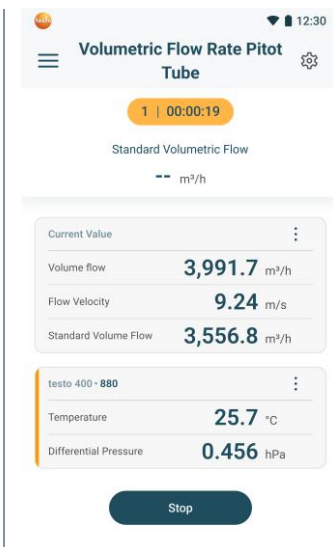 testo
12:30
Volumetric Flow Rate Pitot
Tube
1 | 00:00:19
Standard Volumetric Flow
-- m³/h
Current Value
Volume flow 3,991.7 m³/h
Flow Velocity 9.24 m/s
Standard Volume Flow 3,556.8 m³/h
testo 400 - 880
Temperature 25.7 °C
Differential Pressure 0.456 hPa
Stop